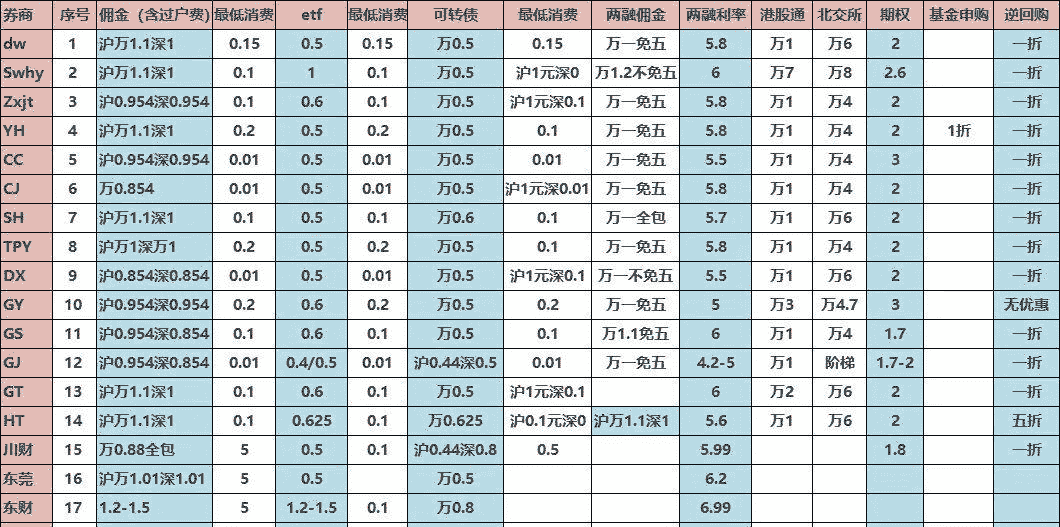 券商 序号 佣金（含过户费） 最低消费 etf 最低消费 可转债 最低消费 两融佣金 两融利率 港股通 北交所 期权 基金申购 逆回购
dw 1 沪万1.1深1 0.15 0.5 0.15 万0.5 0.15 万一免五 5.8 万1 万6 2 一折
Swhy 2 沪万1.1深1 0.1 1 0.1 万0.5 沪1元深0 万1.2不免五 6 万7 万8 2.6 一折
Zxjt 3 沪0.954深0.954 0.1 0.6 0.1 万0.5 沪1元深0.1 万一免五 5.8 万1 万4 2 一折
YH 4 沪万1.1深1 0.2 0.5 0.2 万0.5 0.1 万一免五 5.8 万1 万4 2 1折 一折
CC 5 沪0.954深0.954 0.01 0.5 0.01 万0.5 0.01 万一免五 5.5 万1 万4 3 一折
CJ 6 万0.854 0.01 0.5 0.01 万0.5 沪1元深0.01 万一免五 5.8 万1 万4 2 一折
SH 7 沪万1.1深1 0.1 0.5 0.1 万0.6 0.1 万一全包 5.7 万1 万6 2 一折
TPY 8 沪万1深万1 0.2 0.5 0.2 万0.5 0.1 万一免五 5.8 万1 万4 2 一折
DX 9 沪0.854深0.854 0.01 0.5 0.01 万0.5 沪1元深0.1 万一不免五 5.5 万1 万6 2 一折
GY 10 沪0.954深0.954 0.2 0.6 0.2 万0.5 0.2 万一免五 5 万3 万4.7 3 无优惠
GS 11 沪0.954深0.854 0.1 0.6 0.1 万0.5 0.1 万1.1免五 6 万1 万4 1.7 一折
GJ 12 沪0.954深0.854 0.01 0.4/0.5 0.01 沪0.44深0.5 0.01 万一免五 4.2-5 万1 阶梯 1.7-2 一折
GT 13 沪万1.1深1 0.1 0.6 0.1 万0.5 沪1元深0.1 6 万2 万6 2 一折
HT 14 沪万1.1深1 0.1 0.625 0.1 万0.625 沪0.1元深0 沪万1.1深1 5.6 万1 万6 2 五折
川财 15 万0.88全包 5 0.5 0.1 沪0.44深0.8 0.5 5.99 1.8 一折
东莞 16 沪万1.01深1.01 5 0.5 万0.5 6.2
东财 17 1.2-1.5 5 1.2-1.5 0.1 万0.8 6.99